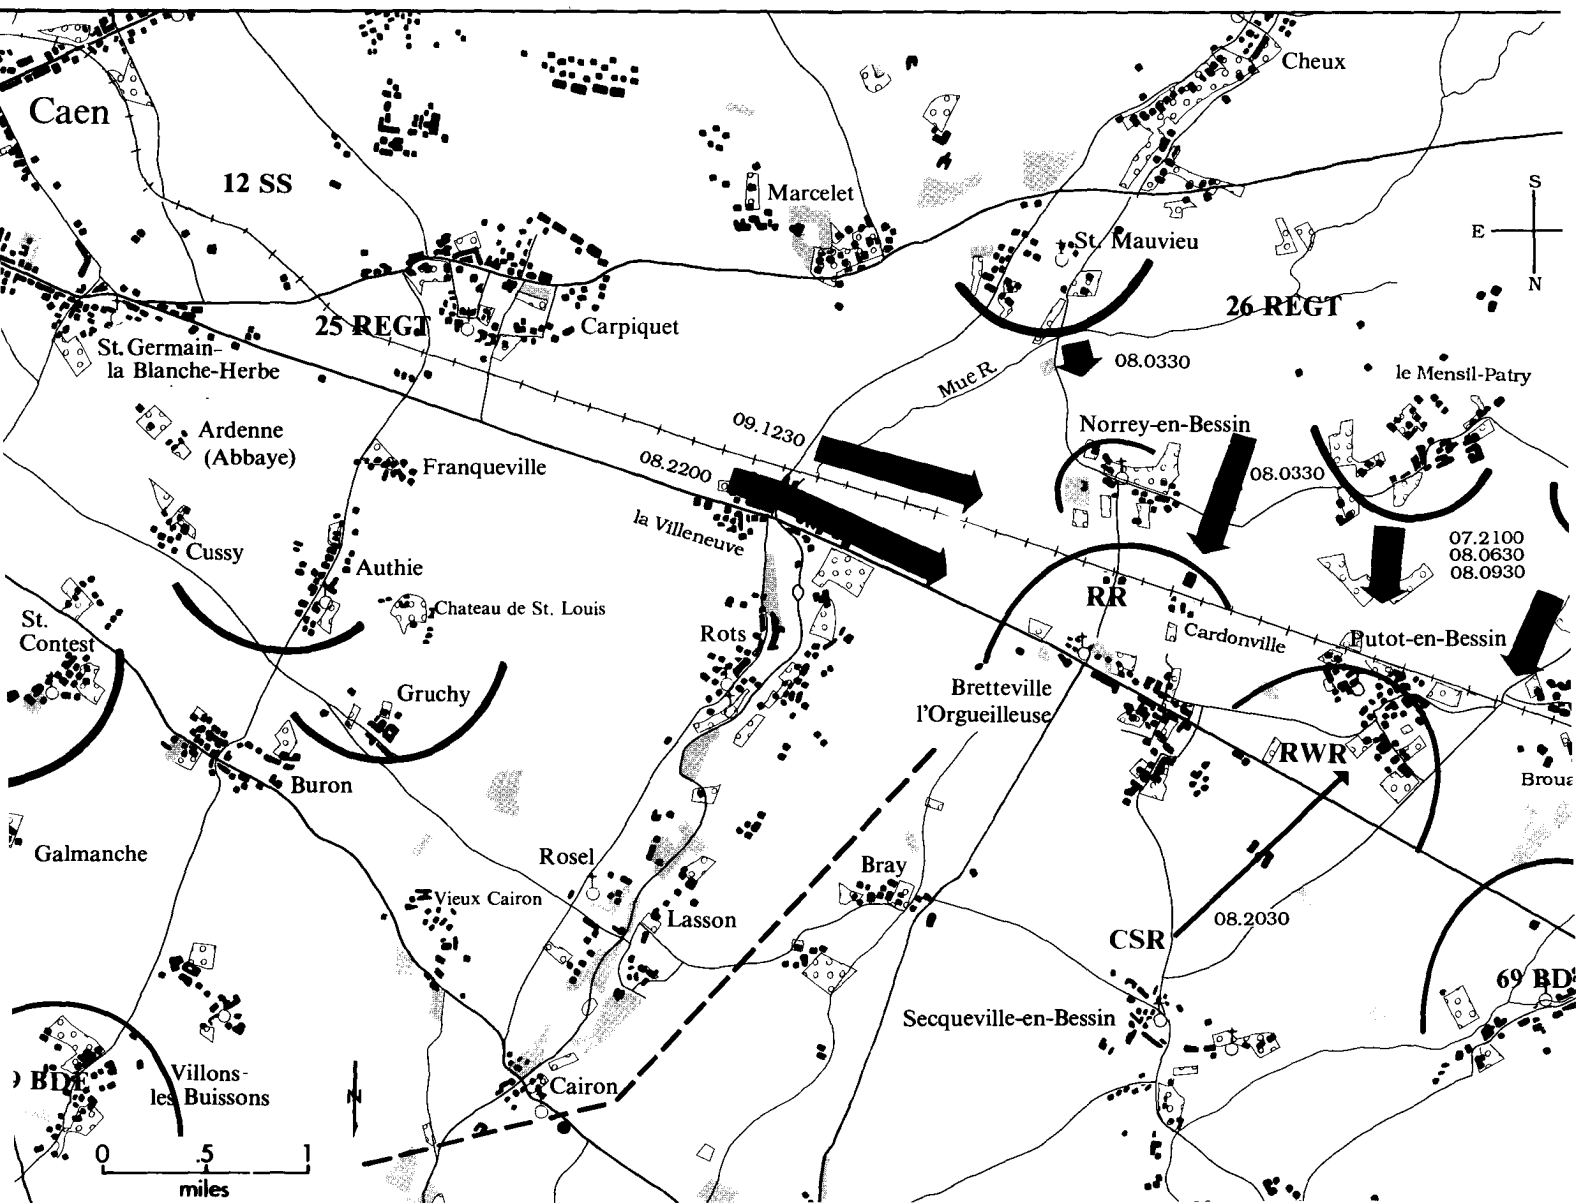 Cheux
Caen
12 SS
Marcelet
S
E
N
St. Mauvieu
26 REGT
25 REGT
Carpiquet
St. Germain-
la Blanche-Herbe
08.0330
Mue R.
le Mensil-Patry
Ardenne
(Abbaye)
09.1230
Norrey-en-Bessin
Franqueville
08.2200
08.0330
la Villeneuve
07.2100
08.0630
08.0930
Cussy
Authie
Chateau de St. Louis
RR
St.
Contest
Rots
Cardonville
Putot-en-Bessin
Gruchy
Bretteville
l'Orgueilleuse
RWR
Buron
Broua
Galmanche
Rosel
Bray
Vieux Cairon
Lasson
08.2030
CSR
69 BD
Secqueville-en-Bessin
9 BDE
Villons-
les Buissons
N
Cairon
0 .5 1
miles